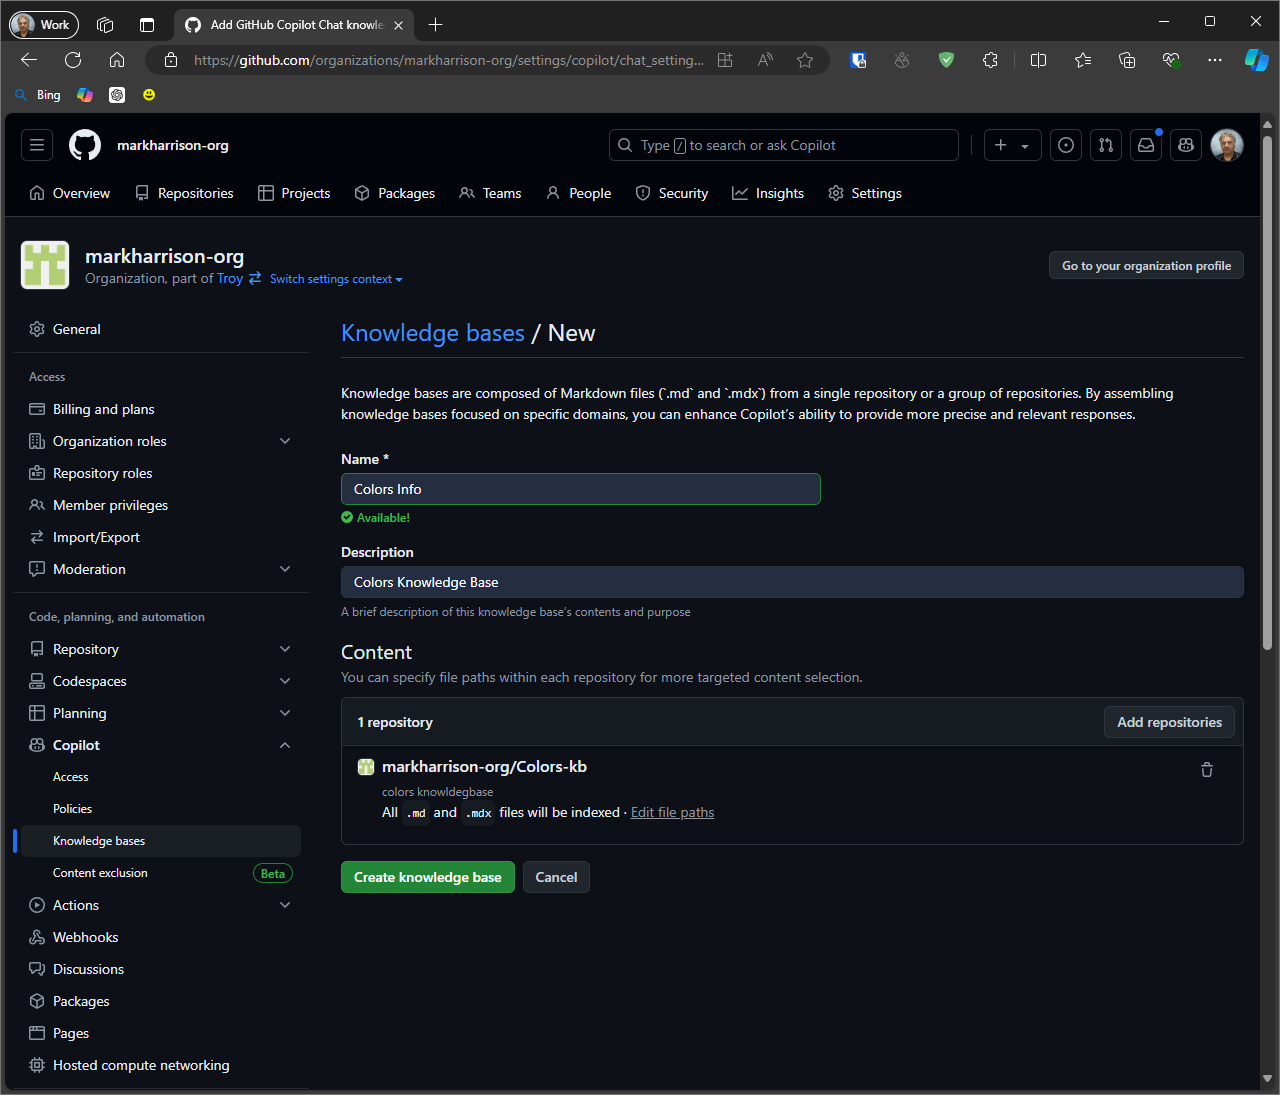 Work
Add GitHub Copilot Chat knowle
https://github.com/organizations/markharrison-org/settings/copilot/chat_setting...
Bing
markharrison-org
Type / to search or ask Copilot
Overview
Repositories
Projects
Packages
Teams
People
Security
Insights
Settings
markharrison-org
Organization, part of Troy Switch settings context
Go to your organization profile
General
Access
Billing and plans
Organization roles
Repository roles
Member privileges
Import/Export
Moderation
Code, planning, and automation
Repository
Codespaces
Planning
Copilot
Access
Policies
Knowledge bases
Content exclusion Beta
Actions
Webhooks
Discussions
Packages
Pages
Hosted compute networking
Knowledge bases / New
Knowledge bases are composed of Markdown files (`.md` and `.mdx`) from a single repository or a group of repositories. By assembling
knowledge bases focused on specific domains, you can enhance Copilot's ability to provide more precise and relevant responses.
Name *
Colors Info
Available!
Description
Colors Knowledge Base
A brief description of this knowledge base's contents and purpose
Content
You can specify file paths within each repository for more targeted content selection.
1 repository
Add repositories
markharrison-org/Colors-kb
colors knowldegbase
All .md and .mdx files will be indexed · Edit file paths
Create knowledge base
Cancel